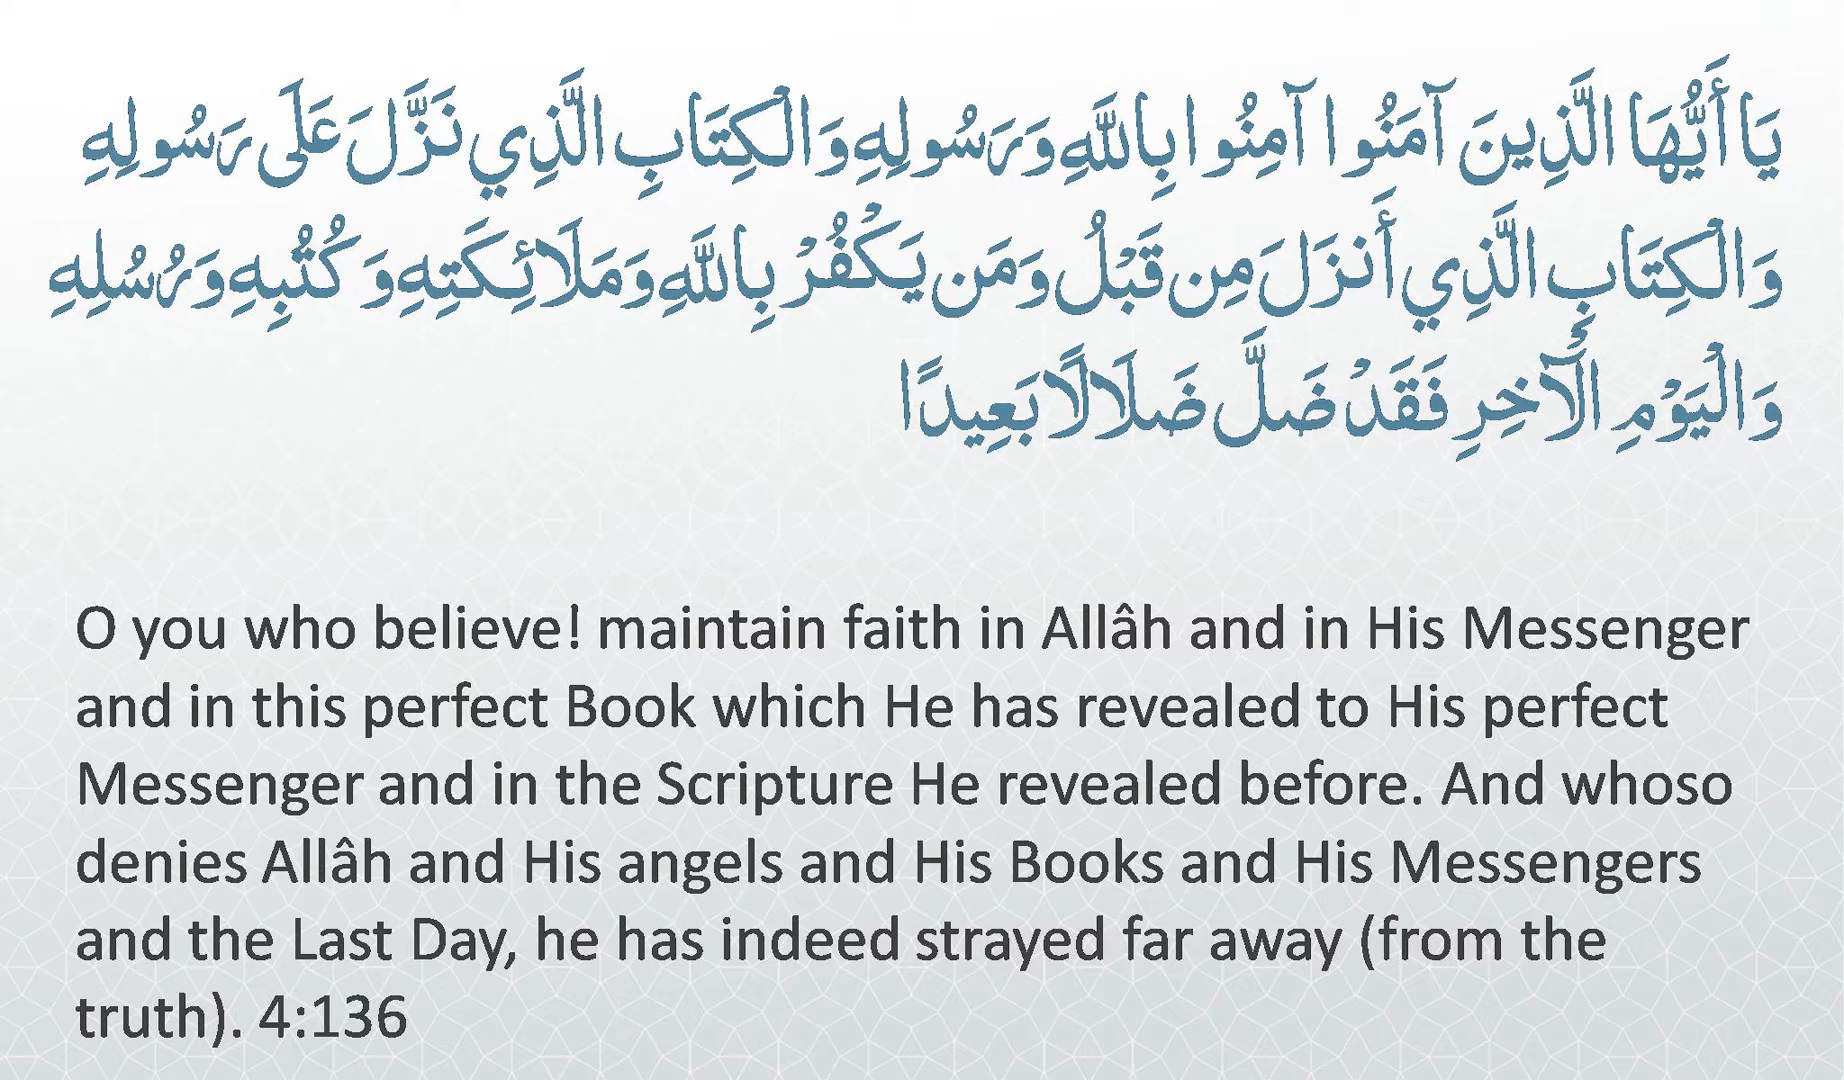 يَا أَيُّهَا الَّذِينَ آمَنُوا آمِنُوا بِاللَّهِ وَرَسُولِهِ وَالْكِتَابِ الَّذِي نَزَّلَ عَلَى رَسُولِهِ
وَالْكِتَابِ الَّذِي أَنزَلَ مِن قَبْلُ وَمَن يَكْفُرْ بِاللَّهِ وَمَلَائِكَتِهِ وَكُتُبِهِ وَرُسُلِهِ
وَالْيَوْمِ الْآخِرِ فَقَدْ ضَلَّ ضَلَالًا بَعِيدًا
O you who believe! maintain faith in Allâh and in His Messenger
and in this perfect Book which He has revealed to His perfect
Messenger and in the Scripture He revealed before. And whoso
denies Allâh and His angels and His Books and His Messengers
and the Last Day, he has indeed strayed far away (from the
truth). 4:136